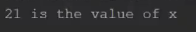 21 is the value of x